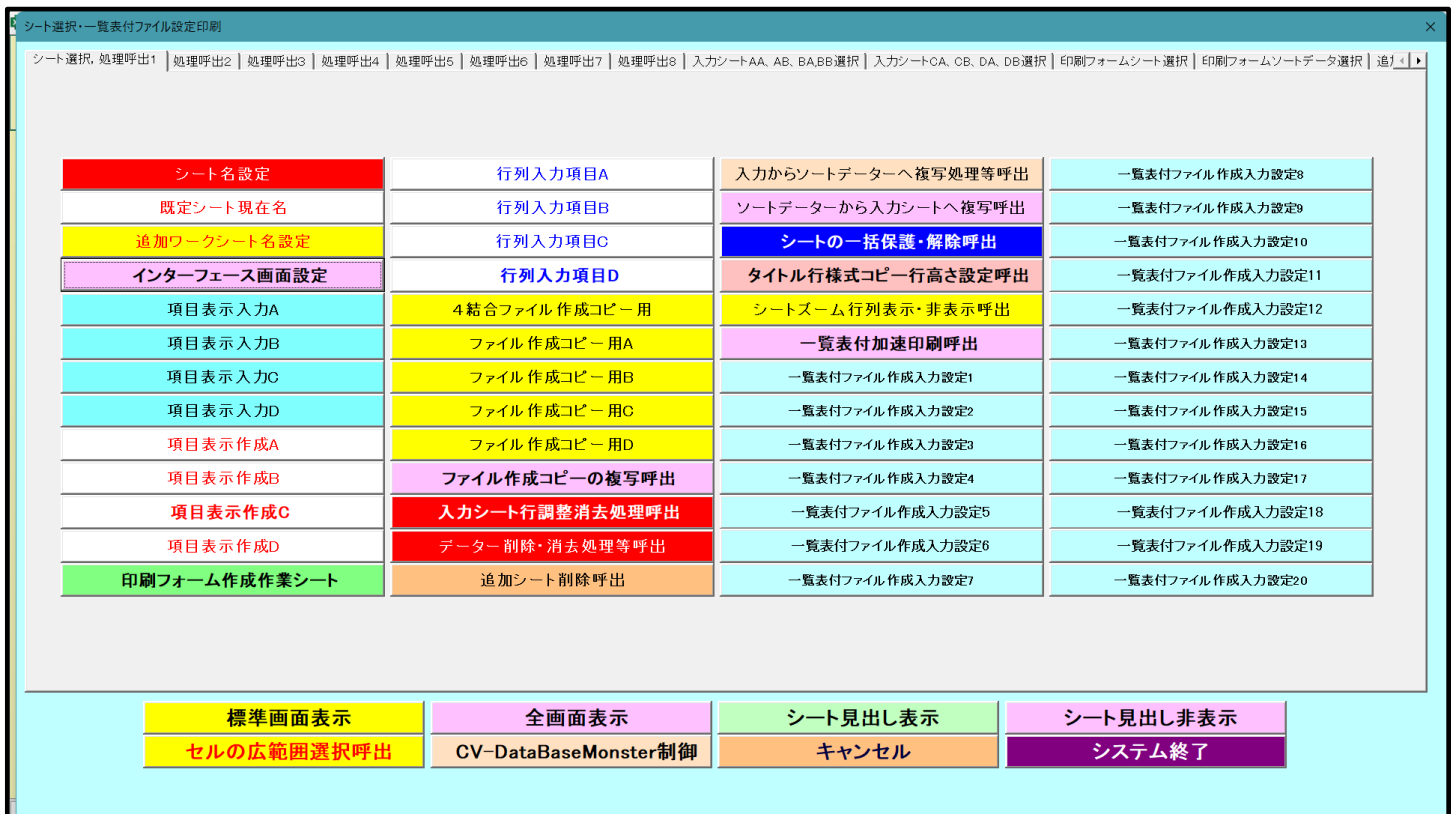 シート選択・一覧表付ファイル設定印刷
シート選択, 処理呼出1
処理呼出2
処理呼出3
処理呼出4
処理呼出5
処理呼出6
処理呼出7
処理呼出8
入力シートAA、AB、BA,BB選択
入力シートCA、CB、DA、DB選択
印刷フォームシート選択
印刷フォームソートデータ選択
シート名設定
行列入力項目A
入力からソートデーターへ複写処理等呼出
一覧表付ファイル作成入力設定8
既定シート現在名
行列入力項目B
ソートデーターから入力シートへ複写呼出
一覧表付ファイル作成入力設定9
追加ワークシート名設定
行列入力項目C
シートの一括保護・解除呼出
一覧表付ファイル作成入力設定10
インターフェース画面設定
行列入力項目D
タイトル行様式コピー行高さ設定呼出
一覧表付ファイル作成入力設定11
項目表示入力A
4結合ファイル作成コピー用
シートズーム行列表示・非表示呼出
一覧表付ファイル作成入力設定12
項目表示入力B
ファイル作成コピー用A
一覧表付加速印刷呼出
一覧表付ファイル作成入力設定13
項目表示入力C
ファイル作成コピー用B
一覧表付ファイル作成入力設定1
一覧表付ファイル作成入力設定14
項目表示入力D
ファイル作成コピー用C
一覧表付ファイル作成入力設定2
一覧表付ファイル作成入力設定15
項目表示作成A
ファイル作成コピー用D
一覧表付ファイル作成入力設定3
一覧表付ファイル作成入力設定16
項目表示作成B
ファイル作成コピーの複写呼出
一覧表付ファイル作成入力設定4
一覧表付ファイル作成入力設定17
項目表示作成C
入力シート行調整消去処理呼出
一覧表付ファイル作成入力設定5
一覧表付ファイル作成入力設定18
項目表示作成D
データー削除・消去処理等呼出
一覧表付ファイル作成入力設定6
一覧表付ファイル作成入力設定19
印刷フォーム作成作業シート
追加シート削除呼出
一覧表付ファイル作成入力設定7
一覧表付ファイル作成入力設定20
標準画面表示
全画面表示
シート見出し表示
シート見出し非表示
セルの広範囲選択呼出
CV-DataBaseMonster制御
キャンセル
システム終了